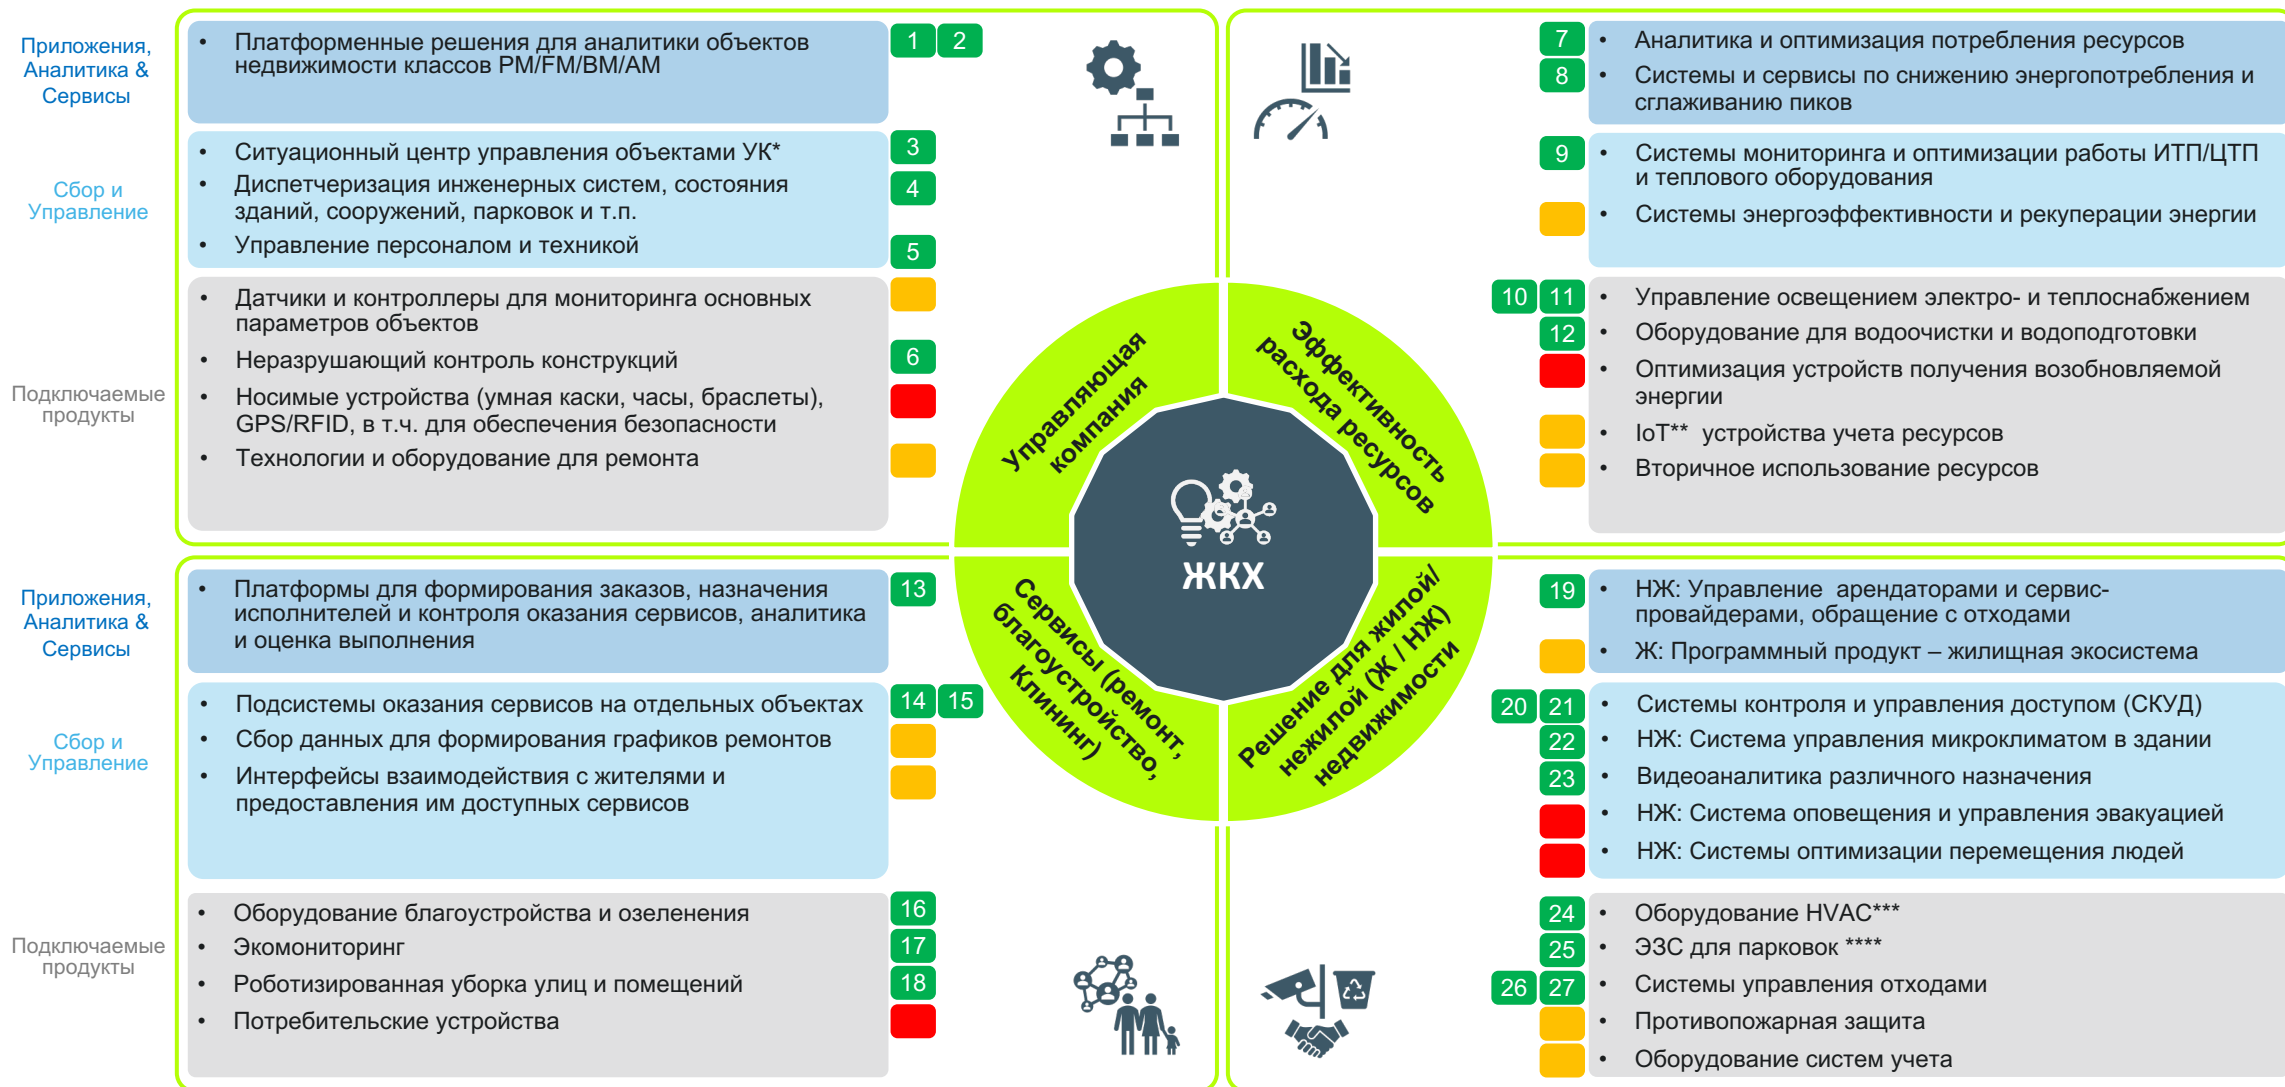 Приложения,
Аналитика &
Сервисы
• Платформенные решения для аналитики объектов
недвижимости классов PM/FM/BM/AM
1 2
Сбор и
Управление
• Ситуационный центр управления объектами УК*
3
• Диспетчеризация инженерных систем, состояния
зданий, сооружений, парковок и т.п.
4
• Управление персоналом и техникой
5
Подключаемые
продукты
• Датчики и контроллеры для мониторинга основных
параметров объектов
• Неразрушающий контроль конструкций
6
• Носимые устройства (умная каски, часы, браслеты),
GPS/RFID, в т.ч. для обеспечения безопасности
• Технологии и оборудование для ремонта
7 • Аналитика и оптимизация потребления ресурсов
8 • Системы и сервисы по снижению энергопотребления и
сглаживанию пиков
9 • Системы мониторинга и оптимизации работы ИТП/ЦТП
и теплового оборудования
• Системы энергоэффективности и рекуперации энергии
10 11 • Управление освещением электро- и теплоснабжением
12 • Оборудование для водоочистки и водоподготовки
• Оптимизация устройств получения возобновляемой
энергии
• IoT** устройства учета ресурсов
• Вторичное использование ресурсов
Управляющая
компания
Эффективность
расхода ресурсов
ЖКХ
Сервисы (ремонт,
благоустройство,
Клининг)
Решение для жилой/
нежилой (Ж / НЖ)
недвижимости
Приложения,
Аналитика &
Сервисы
• Платформы для формирования заказов, назначения
исполнителей и контроля оказания сервисов, аналитика
и оценка выполнения
13
Сбор и
Управление
• Подсистемы оказания сервисов на отдельных объектах
14 15
• Сбор данных для формирования графиков ремонтов
• Интерфейсы взаимодействия с жителями и
предоставления им доступных сервисов
Подключаемые
продукты
• Оборудование благоустройства и озеленения
16
• Экомониторинг
17
• Роботизированная уборка улиц и помещений
18
• Потребительские устройства
19 • НЖ: Управление арендаторами и сервис-
провайдерами, обращение с отходами
• Ж: Программный продукт – жилищная экосистема
20 21 • Системы контроля и управления доступом (СКУД)
22 • НЖ: Система управления микроклиматом в здании
23 • Видеоаналитика различного назначения
• НЖ: Система оповещения и управления эвакуацией
• НЖ: Системы оптимизации перемещения людей
24 • Оборудование HVAC***
25 • ЭЗС для парковок ****
26 27 • Системы управления отходами
• Противопожарная защита
• Оборудование систем учета